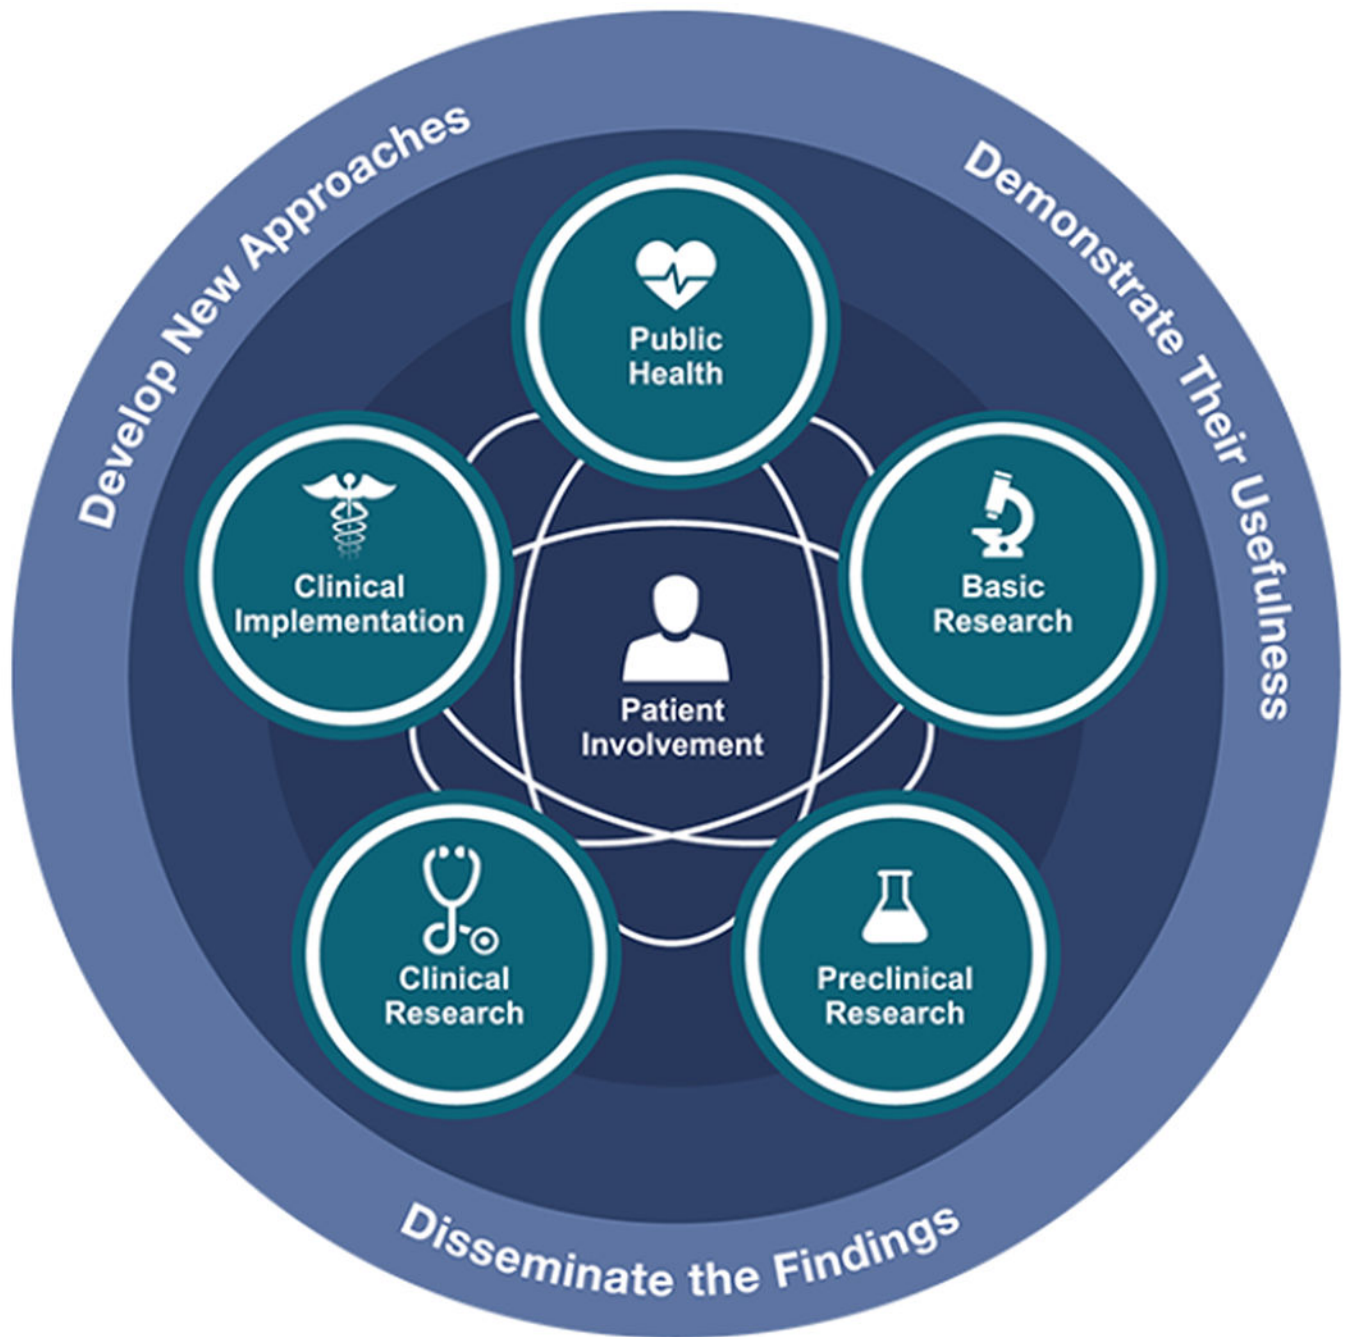 Develop New Approaches
Demonstrate Their Usefulness
Public
Health
Clinical
Implementation
Basic
Research
Patient
Involvement
Clinical
Research
Preclinical
Research
Disseminate the Findings